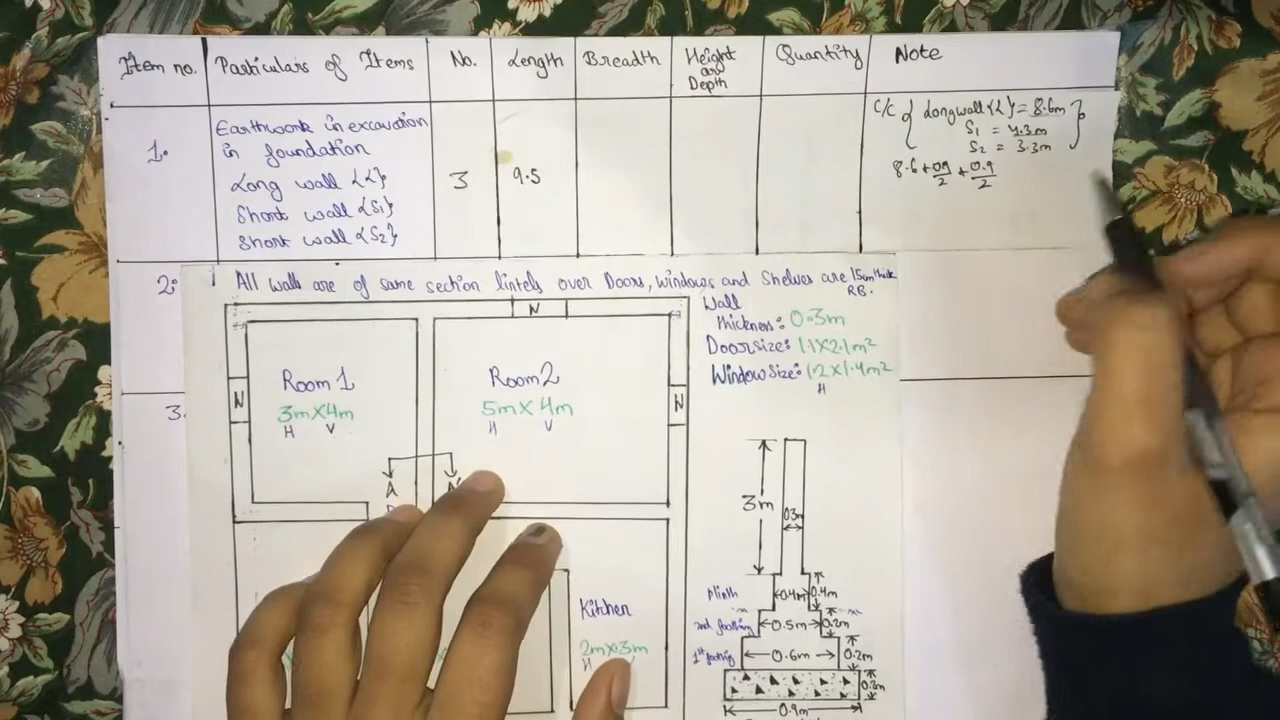 Item no.
Particulars of Items
No.
Length
Breadth
Height
or
Depth
Quantity
Note
1.
Earthwork in excavation
in foundation
Long wall {L}
Short wall {S1}
Short wall {S2}
3
9.5
C/C { Long wall {L} = 8.6m
S1 = 4.3m
S2 = 3.3m }
8.6 + 0.9/2 + 0.9/2
2.
All walls are of same section lintels over Doors, windows and Shelves are 15cm thick
R.B.
3.
N
Room 1
3m X 4m
H V
N
Room 2
5m X 4m
H V
N
A
Kitchen
2m x 3m
H
Wall
thickness: 0.3m
Door size: 1.1 X 2.1 m²
Window Size: 1.2 X 1.4 m²
H
3m
0.3m
Plinth
0.4m
0.4m
2nd footing
0.5m
0.2m
1st footing
0.6m
0.2m
0.9m